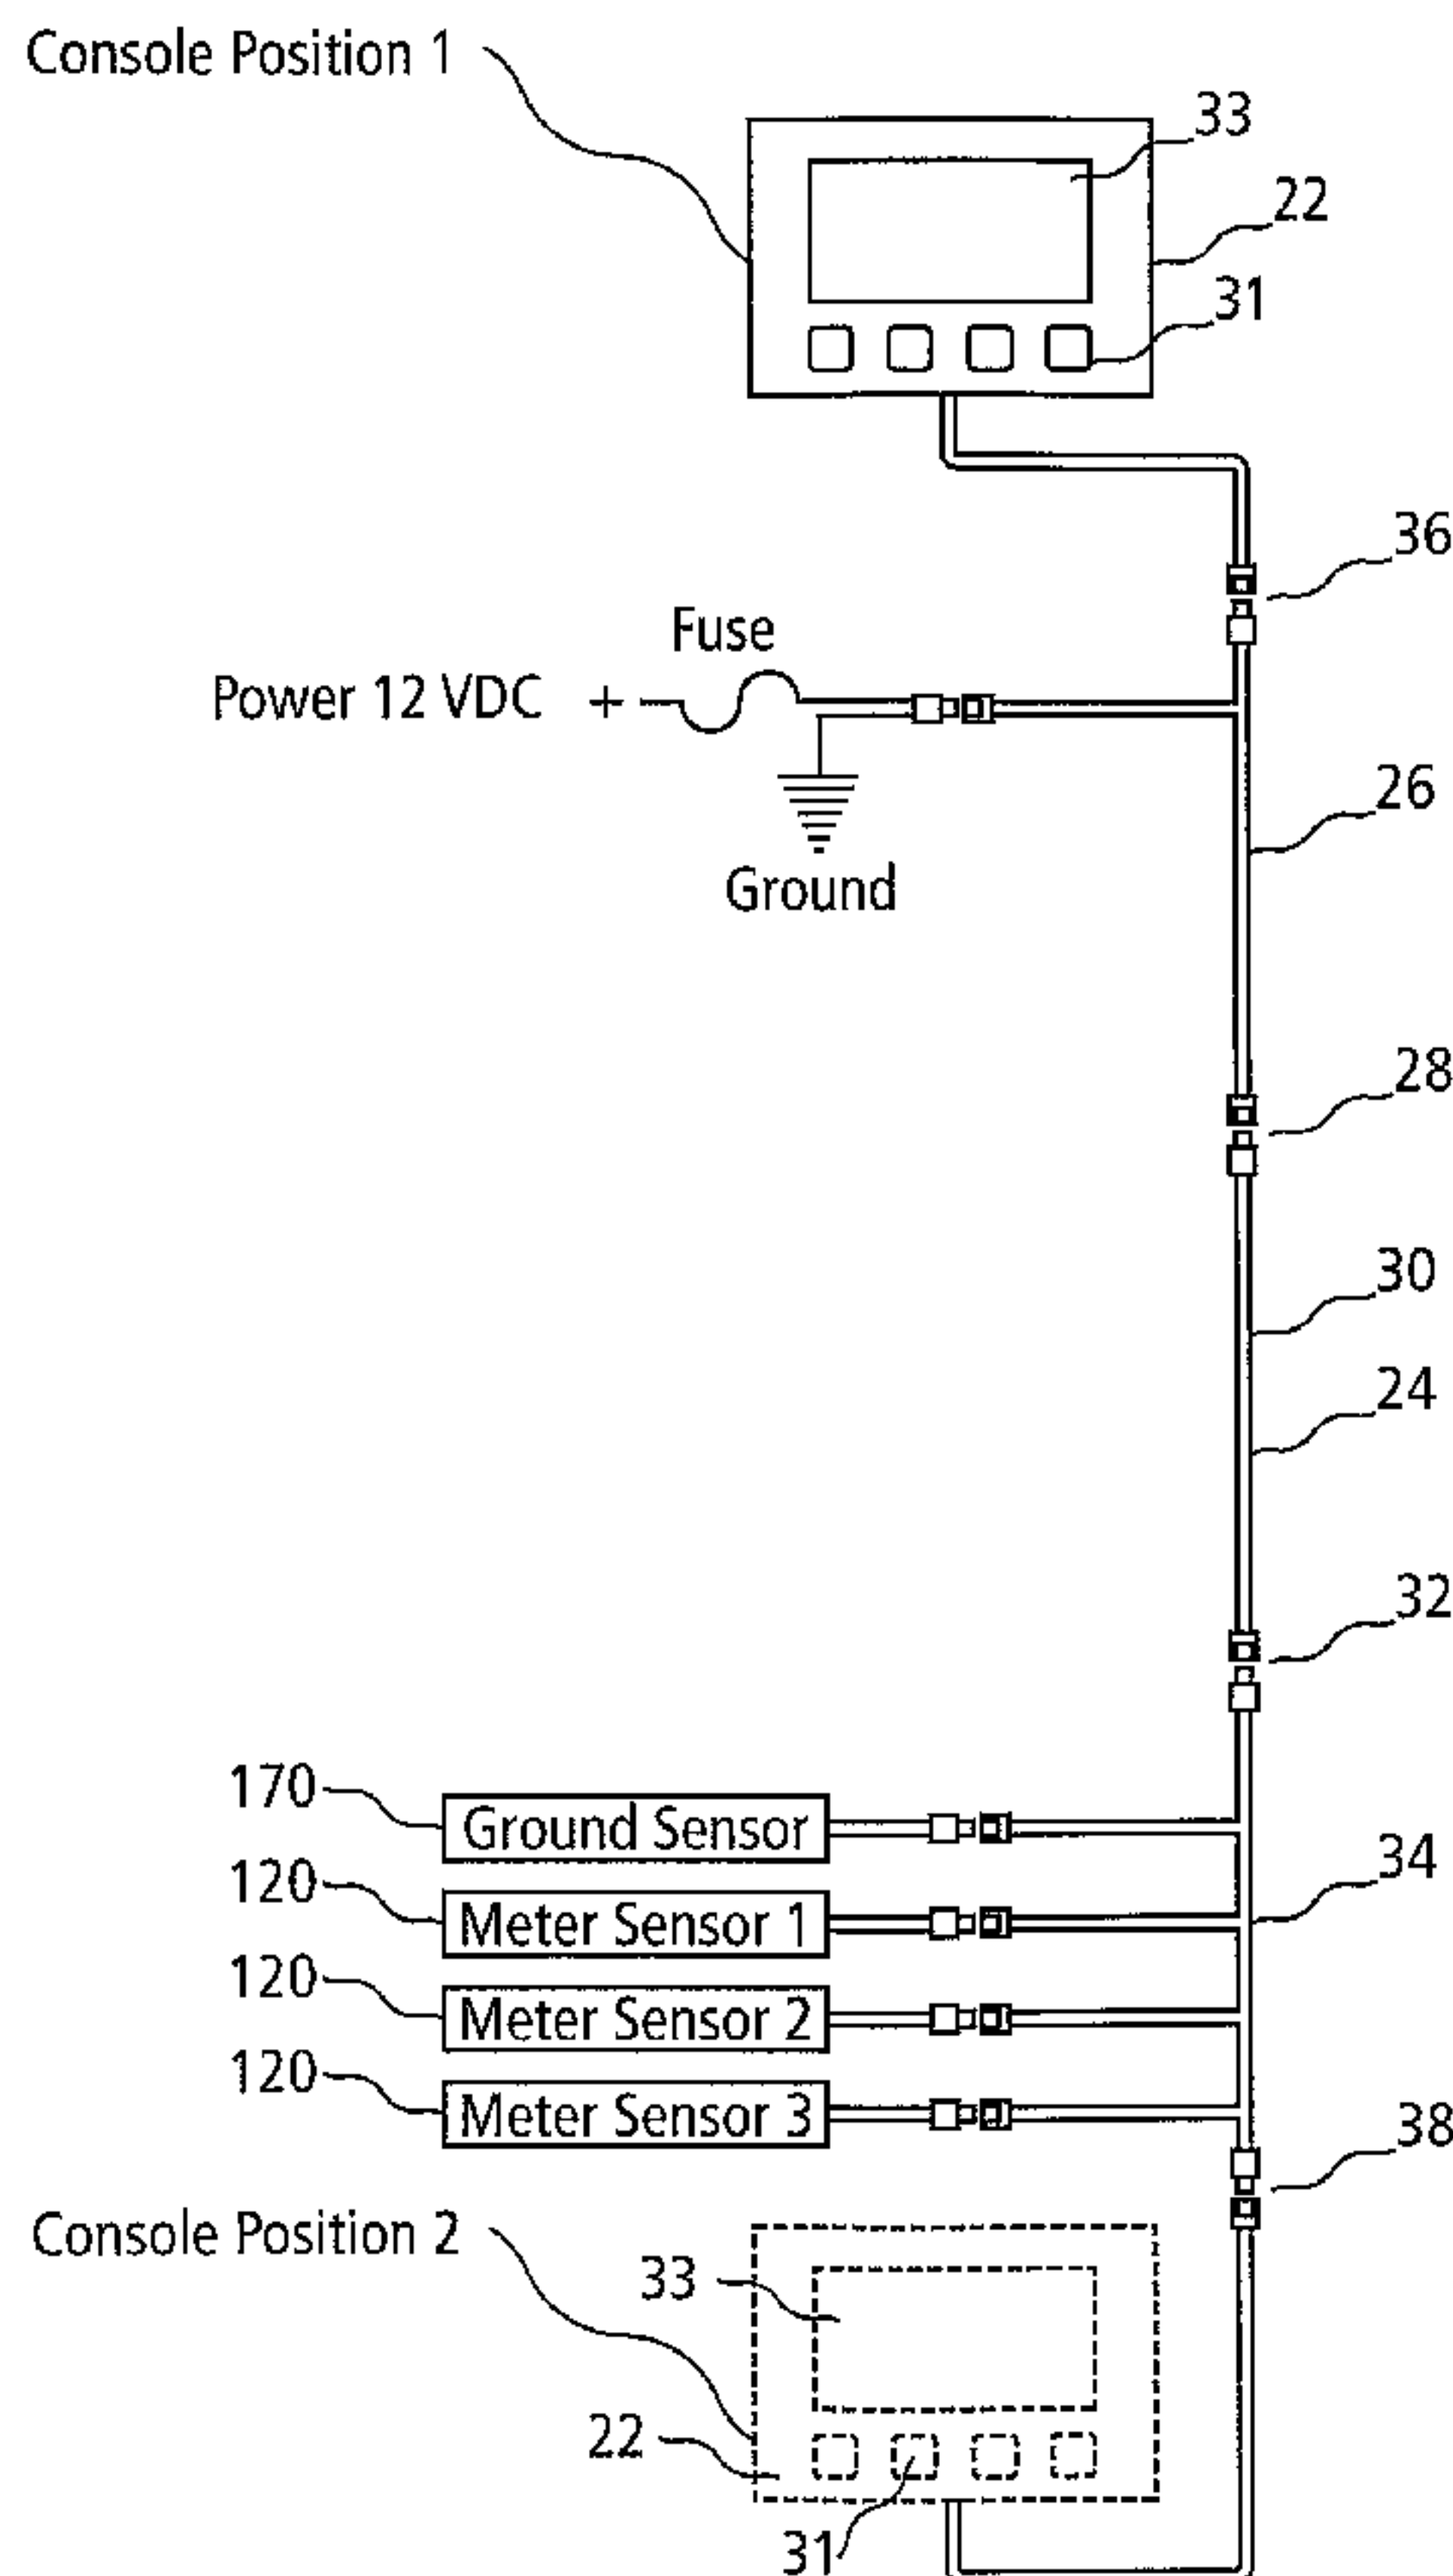 Console Position 1
33
22
31
36
Fuse
Power 12 VDC +
26
Ground
28
30
24
32
170 Ground Sensor
120 Meter Sensor 1
34
120 Meter Sensor 2
120 Meter Sensor 3
38
Console Position 2
33
22
31